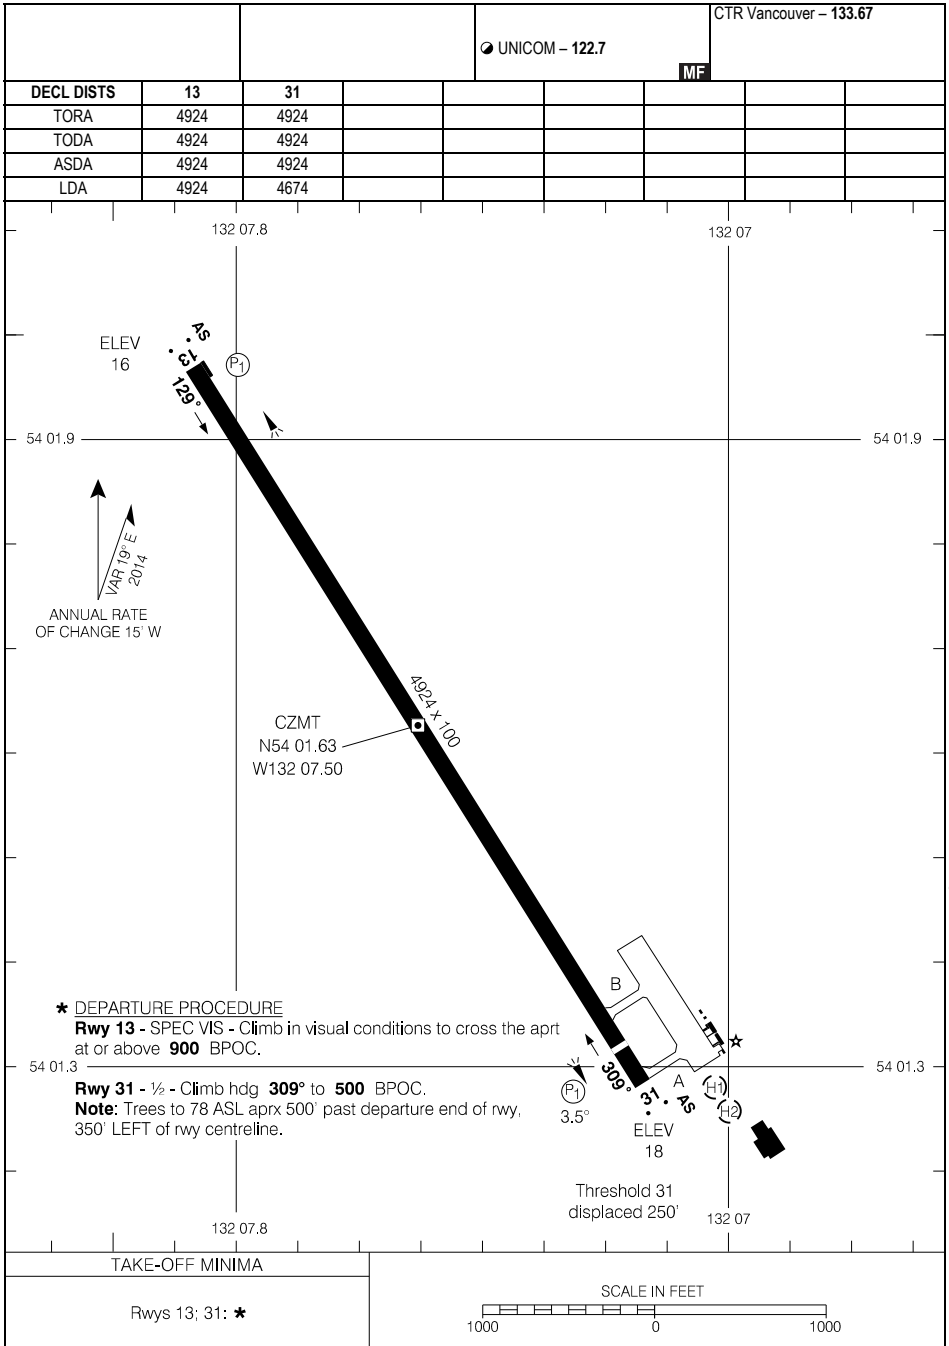 CTR Vancouver – 133.67
UNICOM – 122.7
MF
DECL DISTS 13 31
TORA 4924 4924
TODA 4924 4924
ASDA 4924 4924
LDA 4924 4674
132 07.8 132 07
AS
ELEV
16
13
P1
129°
54 01.9 54 01.9
VAR 19° E
2014
ANNUAL RATE
OF CHANGE 15' W
4924 x 100
CZMT
N54 01.63
W132 07.50
B
★ DEPARTURE PROCEDURE
Rwy 13 - SPEC VIS - Climb in visual conditions to cross the aprt
at or above 900 BPOC.
54 01.3 54 01.3
Rwy 31 - ½ - Climb hdg 309° to 500 BPOC.
Note: Trees to 78 ASL aprx 500' past departure end of rwy,
350' LEFT of rwy centreline.
309°
A
H1
P1
3.5°
31
AS
H2
ELEV
18
Threshold 31
displaced 250'
132 07.8 132 07
TAKE-OFF MINIMA
Rwys 13; 31: ★
SCALE IN FEET
1000 0 1000